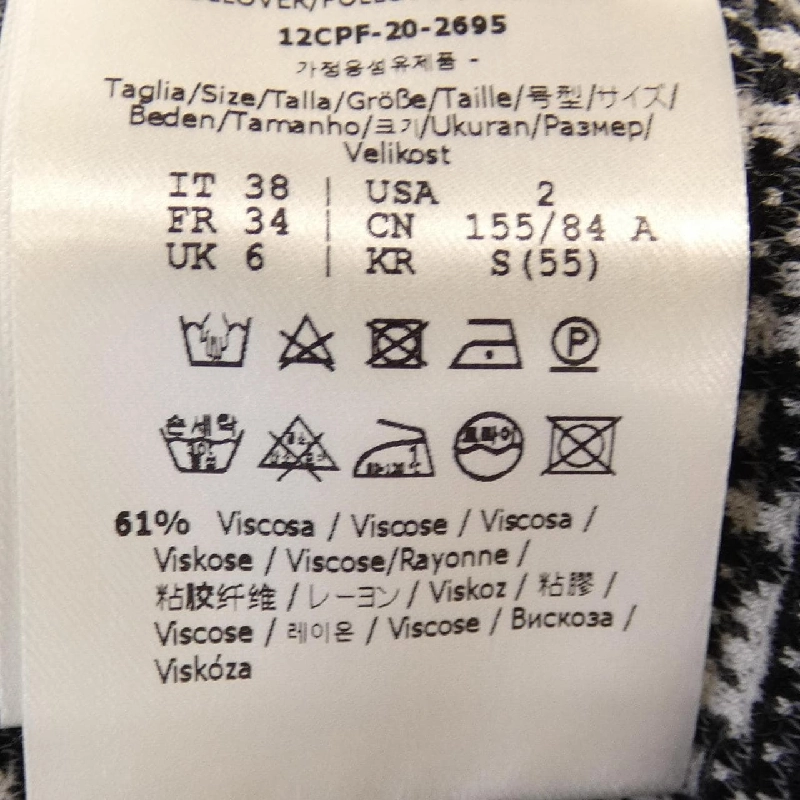 12CPF-20-2695
가정용섬유제품 -
Taglia/Size/Talla/Größe/Taille/号型/サイズ/
Beden/Tamanho/크기/Ukuran/Размер/
Velikost
IT 38 | USA 2
FR 34 | CN 155/84 A
UK 6 | KR S(55)
P
손세탁
드라이
61% Viscosa / Viscose / Viscosa /
Viskose / Viscose/Rayonne /
粘胶纤维 / レーヨン / Viskoz / 粘膠 /
Viscose / 레이온 / Viscose / Вискоза /
Viskóza